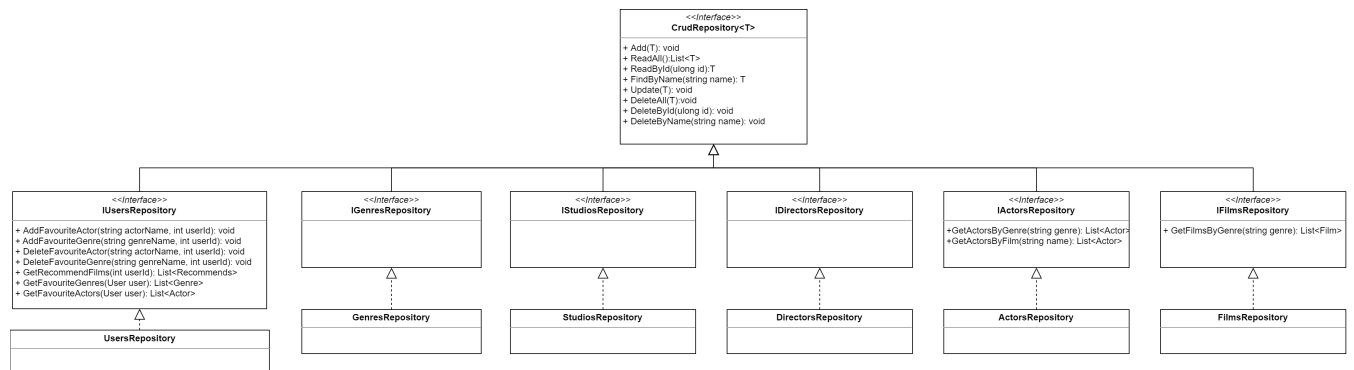 <<Interface>>
CrudRepository<T>
+ Add(T): void
+ ReadAll():List<T>
+ ReadById(ulong id):T
+ FindByName(string name): T
+ Update(T): void
+ DeleteAll(T):void
+ DeleteById(ulong id): void
+ DeleteByName(string name): void
<<Interface>>
IUsersRepository
+ AddFavouriteActor(string actorName, int userId): void
+ AddFavouriteGenre(string genreName, int userId): void
+ DeleteFavouriteActor(string actorName, int userId): void
+ DeleteFavouriteGenre(string genreName, int userId): void
+ GetRecommendFilms(int userId): List<Recommends>
+ GetFavouriteGenres(User user): List<Genre>
+ GetFavouriteActors(User user): List<Actor>
<<Interface>>
IGenresRepository
<<Interface>>
IStudiosRepository
<<Interface>>
IDirectorsRepository
<<Interface>>
IActorsRepository
+GetActorsByGenre(string genre): List<Actor>
+GetActorsByFilm(string name): List<Actor>
<<Interface>>
IFilmsRepository
+ GetFilmsByGenre(string genre): List<Film>
UsersRepository
GenresRepository
StudiosRepository
DirectorsRepository
ActorsRepository
FilmsRepository